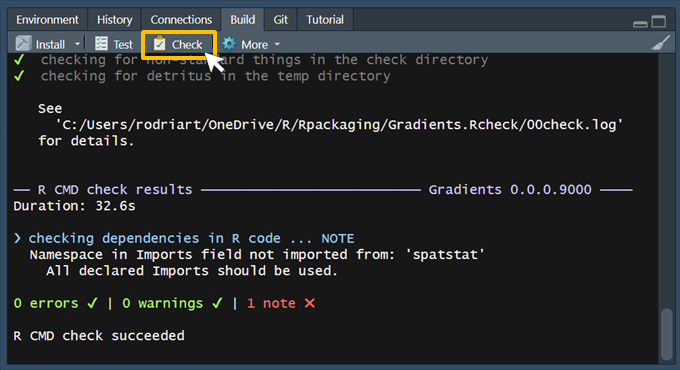 Environment History Connections Build Git Tutorial
Install Test Check More
✔ checking for non-standard things in the check directory
✔ checking for detritus in the temp directory
See
'C:/Users/rodriart/OneDrive/R/Rpackaging/Gradients.Rcheck/00check.log'
for details.
── R CMD check results ──────────────────────────── Gradients 0.0.0.9000 ────
Duration: 32.6s
❯ checking dependencies in R code ... NOTE
Namespace in Imports field not imported from: 'spatstat'
All declared Imports should be used.
0 errors ✔ | 0 warnings ✔ | 1 note ✖
R CMD check succeeded